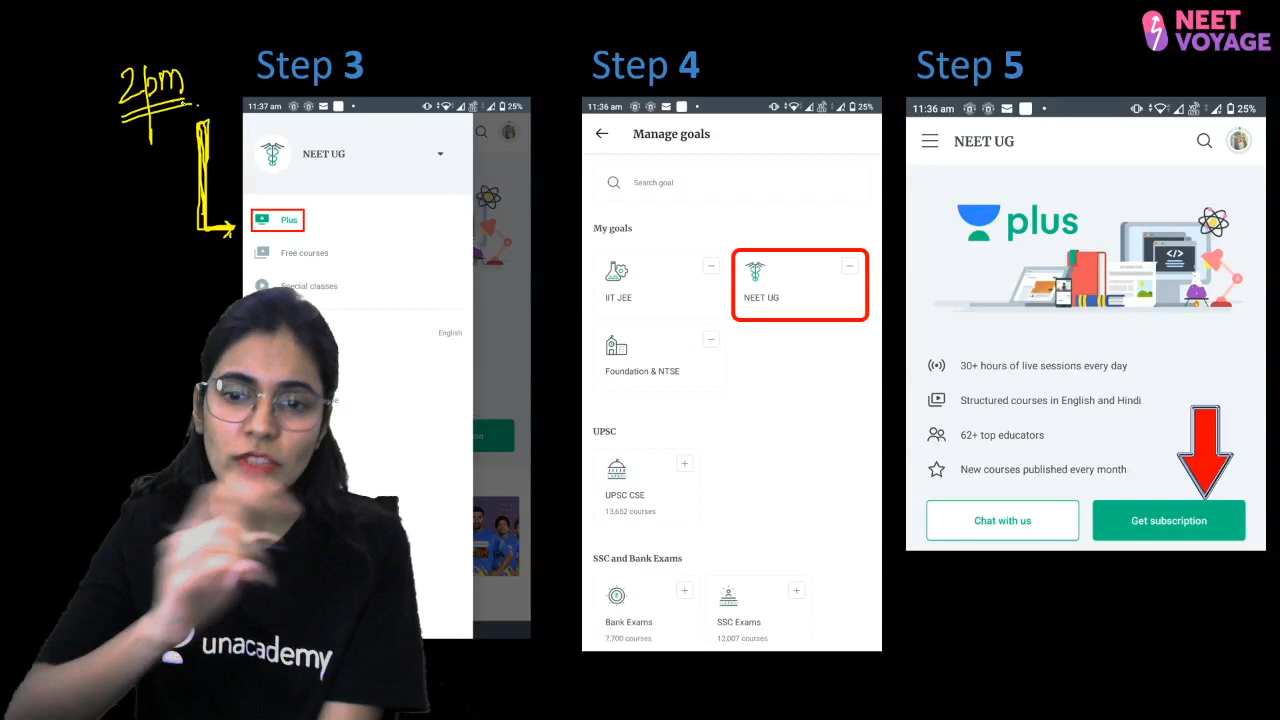 NEET
VOYAGE
Step 3
Step 4
Step 5
2pm
11:37 am
25%
NEET UG
Plus
Free courses
Special classes
English
11:36 am
25%
Manage goals
Search goal
My goals
IIT JEE
NEET UG
Foundation & NTSE
UPSC
UPSC CSE
13,652 courses
SSC and Bank Exams
Bank Exams
7,700 courses
SSC Exams
12,007 courses
11:36 am
25%
NEET UG
plus
</>
30+ hours of live sessions every day
Structured courses in English and Hindi
62+ top educators
New courses published every month
Chat with us
Get subscription
unacademy